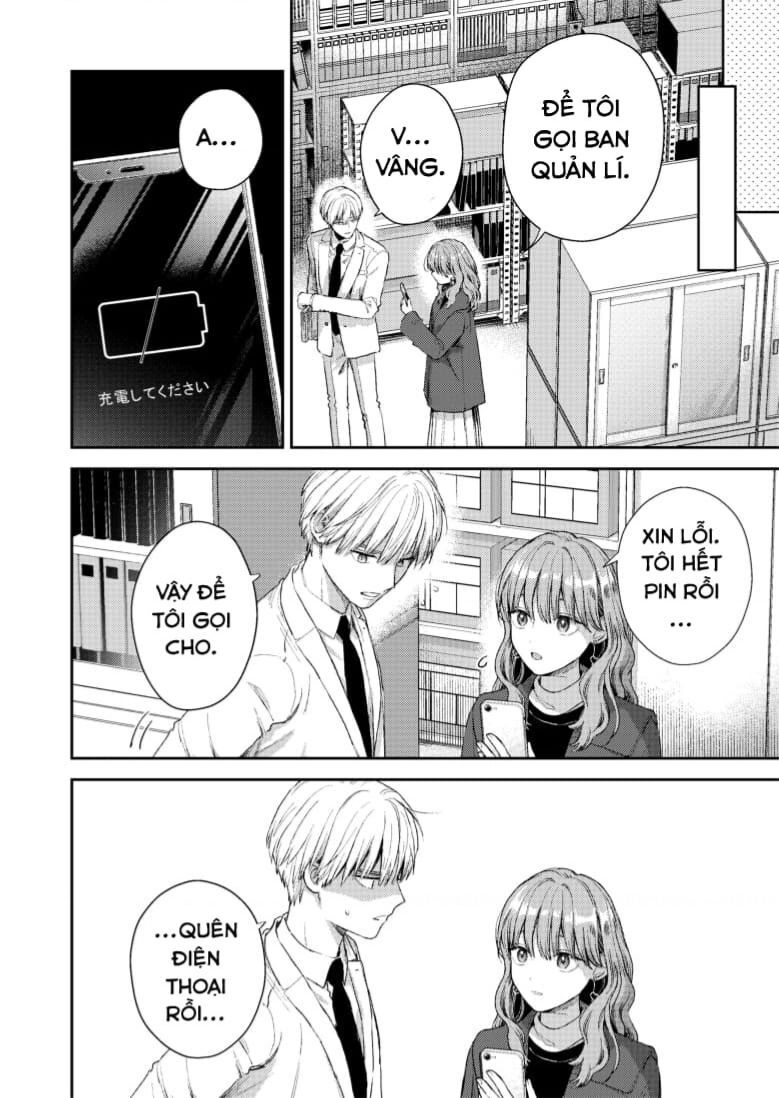 ĐỂ TÔI
GỌI BAN
QUẢN LÍ.
V...
VÂNG.
A...
充電してください
XIN LỖI.
TÔI HẾT
PIN RỒI
...
VẬY ĐỂ
TÔI GỌI
CHO.
...QUÊN
ĐIỆN
THOẠI
RỒI...